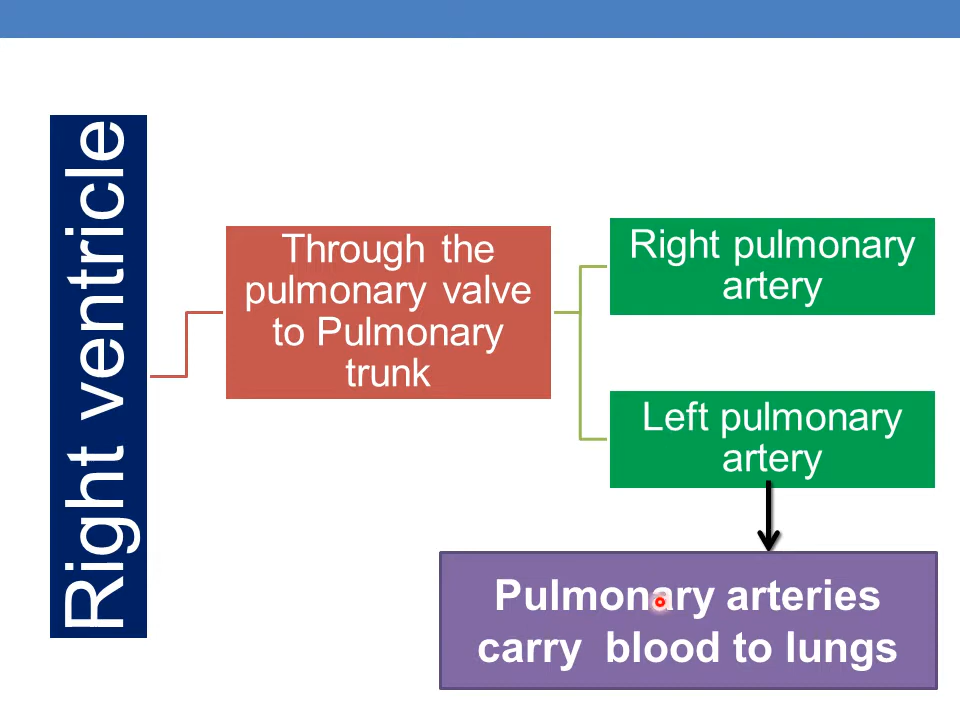 Right ventricle
Through the
pulmonary valve
to Pulmonary
trunk
Right pulmonary
artery
Left pulmonary
artery
Pulmonary arteries
carry  blood to lungs